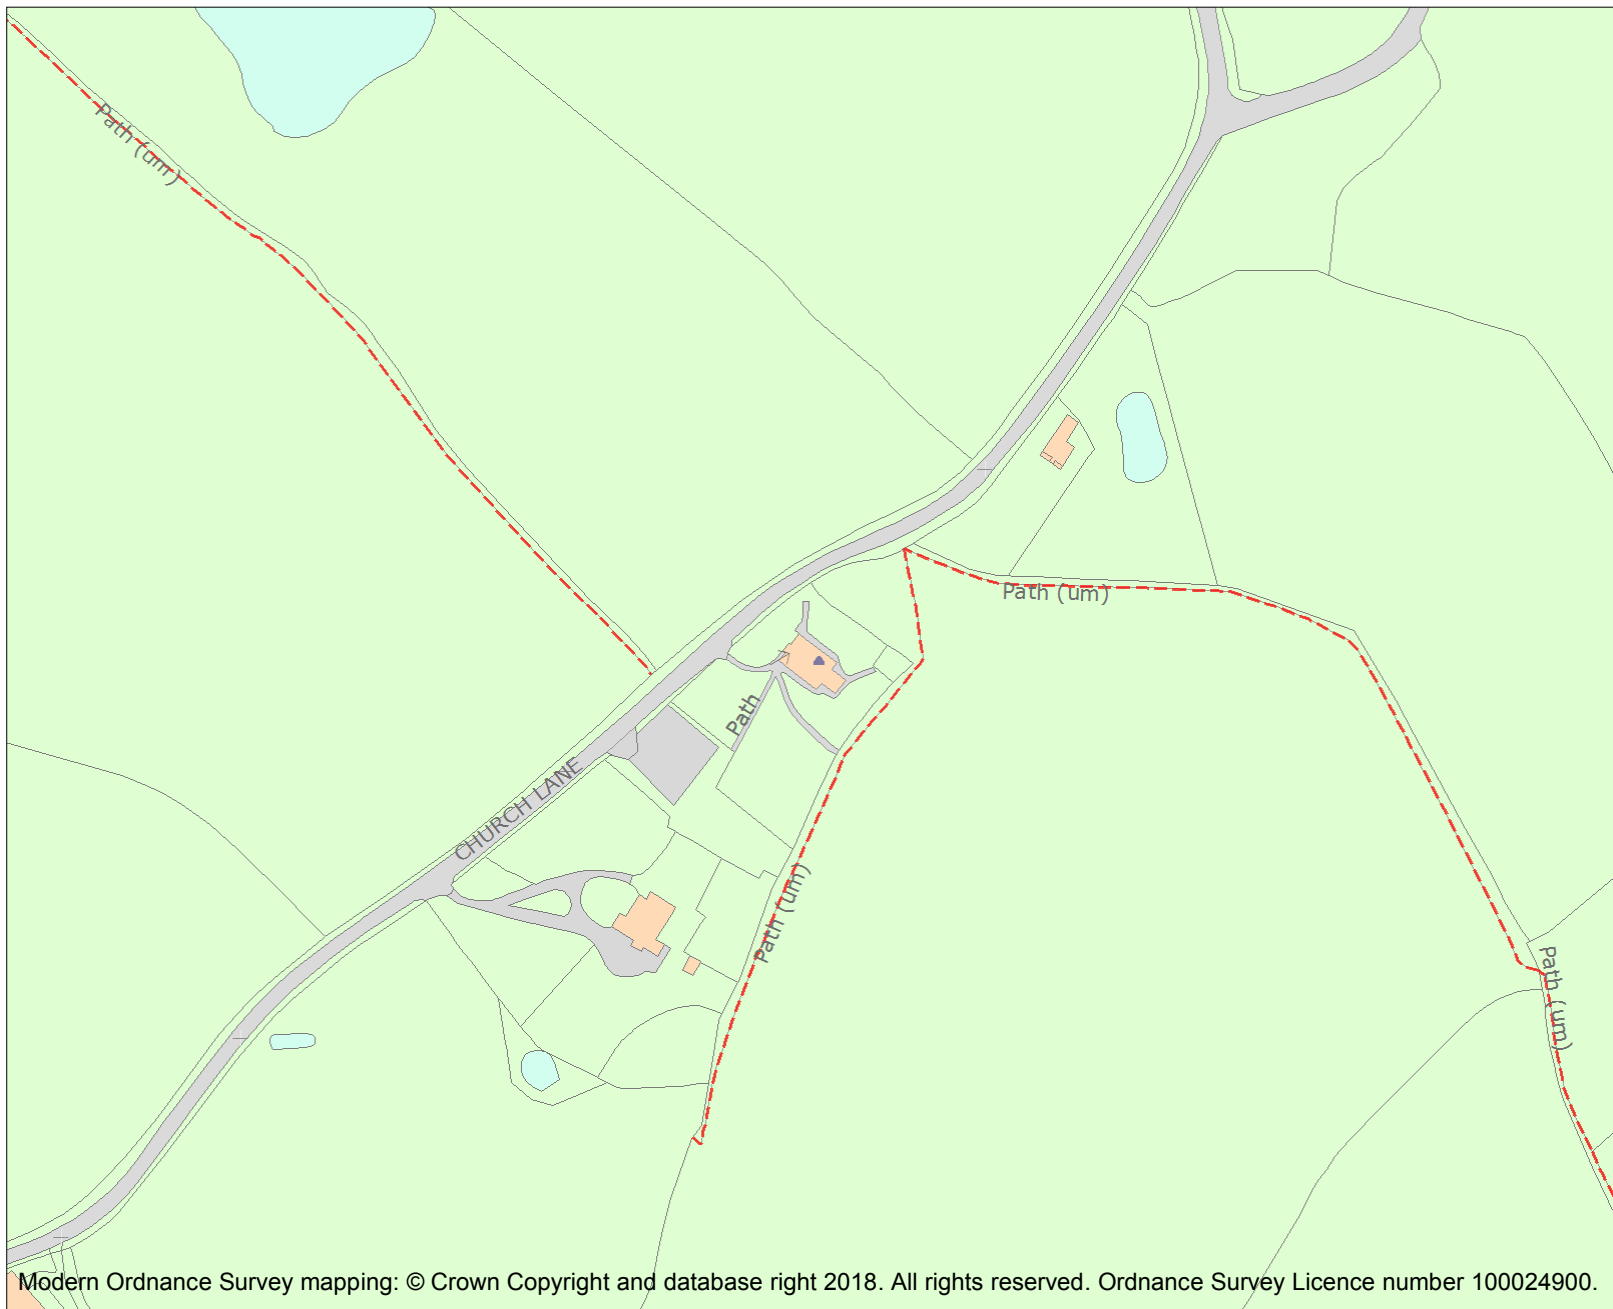 Path (um)
Path (um)
Path
CHURCH LANE
Path (um)
Path (um)
Modern Ordnance Survey mapping: © Crown Copyright and database right 2018. All rights reserved. Ordnance Survey Licence number 100024900.